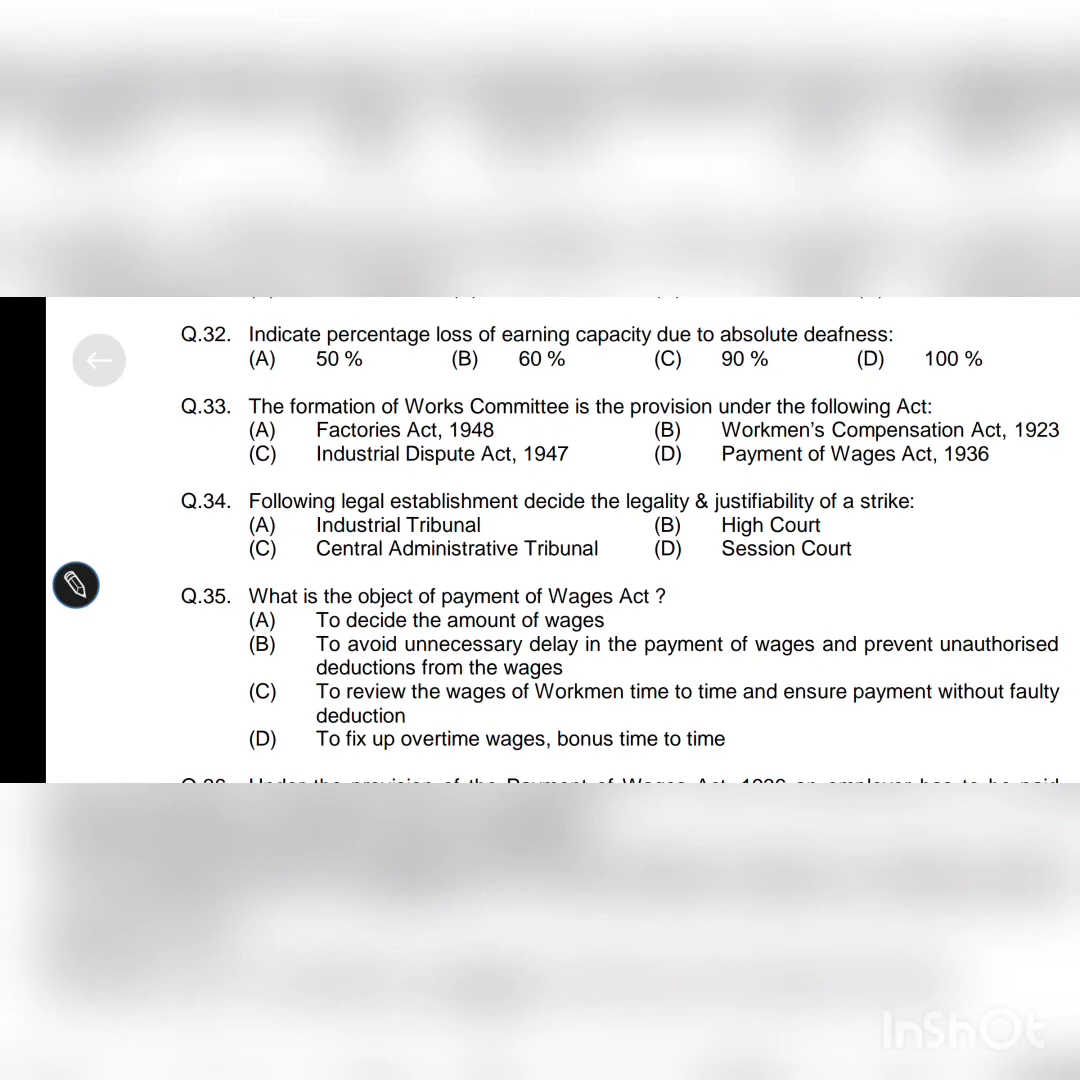 Q.32. Indicate percentage loss of earning capacity due to absolute deafness:
(A) 50 % (B) 60 % (C) 90 % (D) 100 %
Q.33. The formation of Works Committee is the provision under the following Act:
(A) Factories Act, 1948 (B) Workmen's Compensation Act, 1923
(C) Industrial Dispute Act, 1947 (D) Payment of Wages Act, 1936
Q.34. Following legal establishment decide the legality & justifiability of a strike:
(A) Industrial Tribunal (B) High Court
(C) Central Administrative Tribunal (D) Session Court
Q.35. What is the object of payment of Wages Act ?
(A) To decide the amount of wages
(B) To avoid unnecessary delay in the payment of wages and prevent unauthorised
deductions from the wages
(C) To review the wages of Workmen time to time and ensure payment without faulty
deduction
(D) To fix up overtime wages, bonus time to time
InShOt